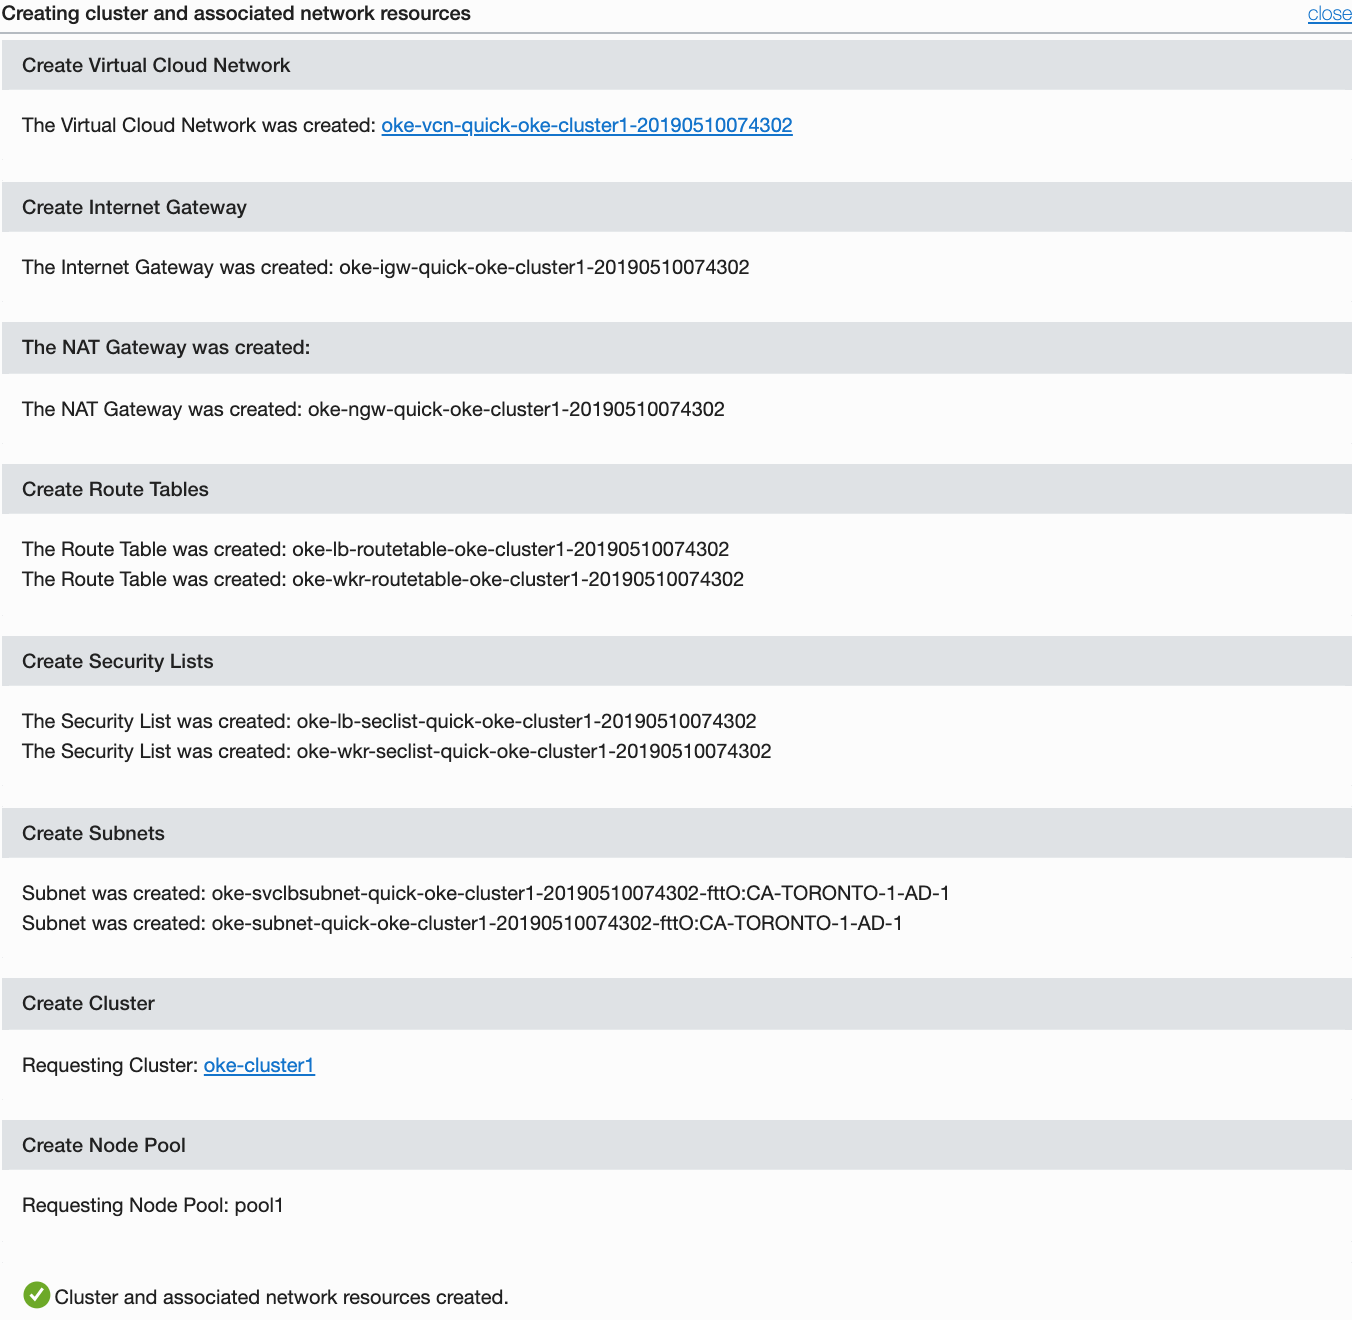 Creating cluster and associated network resources close
Create Virtual Cloud Network
The Virtual Cloud Network was created: oke-vcn-quick-oke-cluster1-20190510074302
Create Internet Gateway
The Internet Gateway was created: oke-igw-quick-oke-cluster1-20190510074302
The NAT Gateway was created:
The NAT Gateway was created: oke-ngw-quick-oke-cluster1-20190510074302
Create Route Tables
The Route Table was created: oke-lb-routetable-oke-cluster1-20190510074302
The Route Table was created: oke-wkr-routetable-oke-cluster1-20190510074302
Create Security Lists
The Security List was created: oke-lb-seclist-quick-oke-cluster1-20190510074302
The Security List was created: oke-wkr-seclist-quick-oke-cluster1-20190510074302
Create Subnets
Subnet was created: oke-svclbsubnet-quick-oke-cluster1-20190510074302-fttO:CA-TORONTO-1-AD-1
Subnet was created: oke-subnet-quick-oke-cluster1-20190510074302-fttO:CA-TORONTO-1-AD-1
Create Cluster
Requesting Cluster: oke-cluster1
Create Node Pool
Requesting Node Pool: pool1
Cluster and associated network resources created.